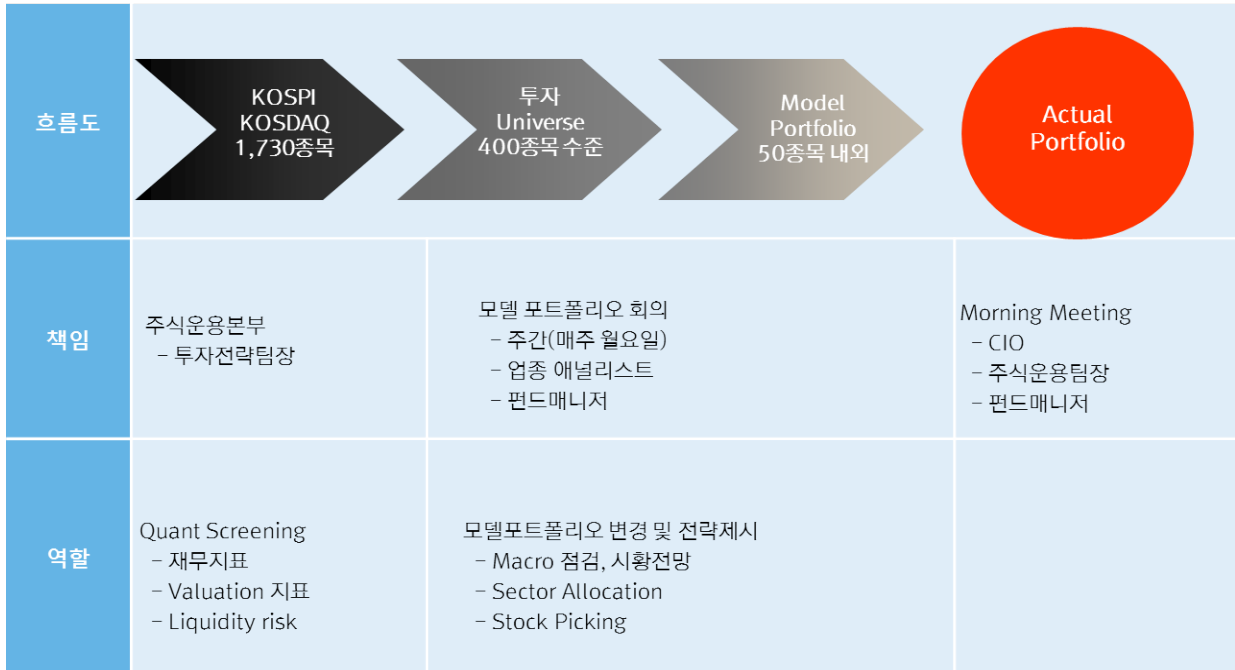 흐름도
KOSPI
KOSDAQ
1,730종목
투자
Universe
400종목 수준
Model
Portfolio
50종목 내외
Actual
Portfolio
책임
주식운용본부
– 투자전략팀장
모델 포트폴리오 회의
– 주간(매주 월요일)
– 업종 애널리스트
– 펀드매니저
Morning Meeting
– CIO
– 주식운용팀장
– 펀드매니저
역할
Quant Screening
– 재무지표
– Valuation 지표
– Liquidity risk
모델포트폴리오 변경 및 전략제시
– Macro 점검, 시황전망
– Sector Allocation
– Stock Picking